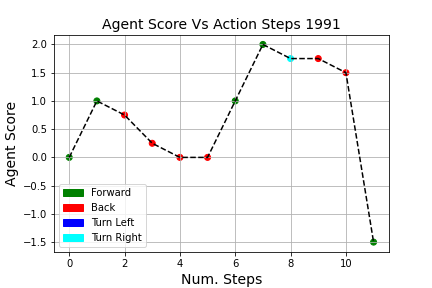 Agent Score Vs Action Steps 1991
2.0
1.5
1.0
0.5
0.0
−0.5
−1.0
−1.5
Agent Score
Forward
Back
Turn Left
Turn Right
0 2 4 6 8 10
Num. Steps